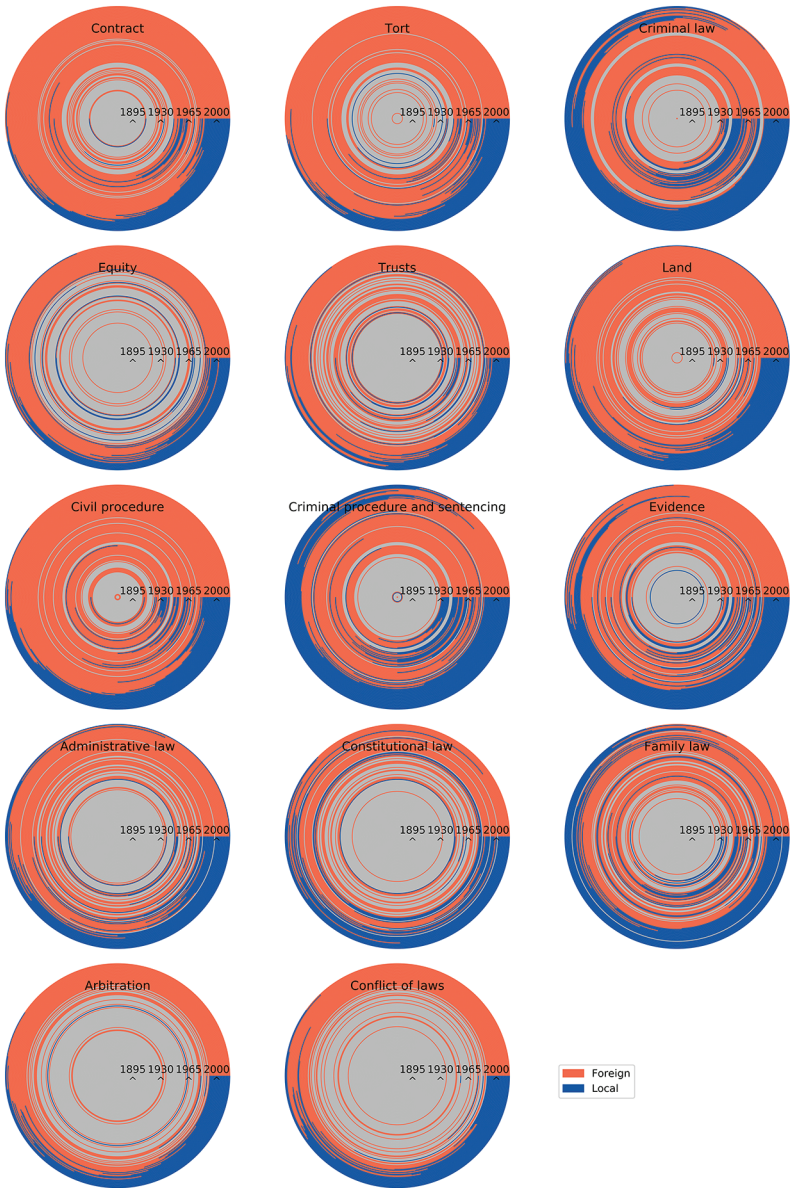 Contract
Tort
Criminal law
1895 1930 1965 2000
1895 1930 1965 2000
1895 1930 1965 2000
Equity
Trusts
Land
1895 1930 1965 2000
1895 1930 1965 2000
1895 1930 1965 2000
Civil procedure
Criminal procedure and sentencing
Evidence
1895 1930 1965 2000
1895 1930 1965 2000
1895 1930 1965 2000
Administrative law
Constitutional law
Family law
1895 1930 1965 2000
1895 1930 1965 2000
1895 1930 1965 2000
Arbitration
Conflict of laws
1895 1930 1965 2000
1895 1930 1965 2000
Foreign
Local